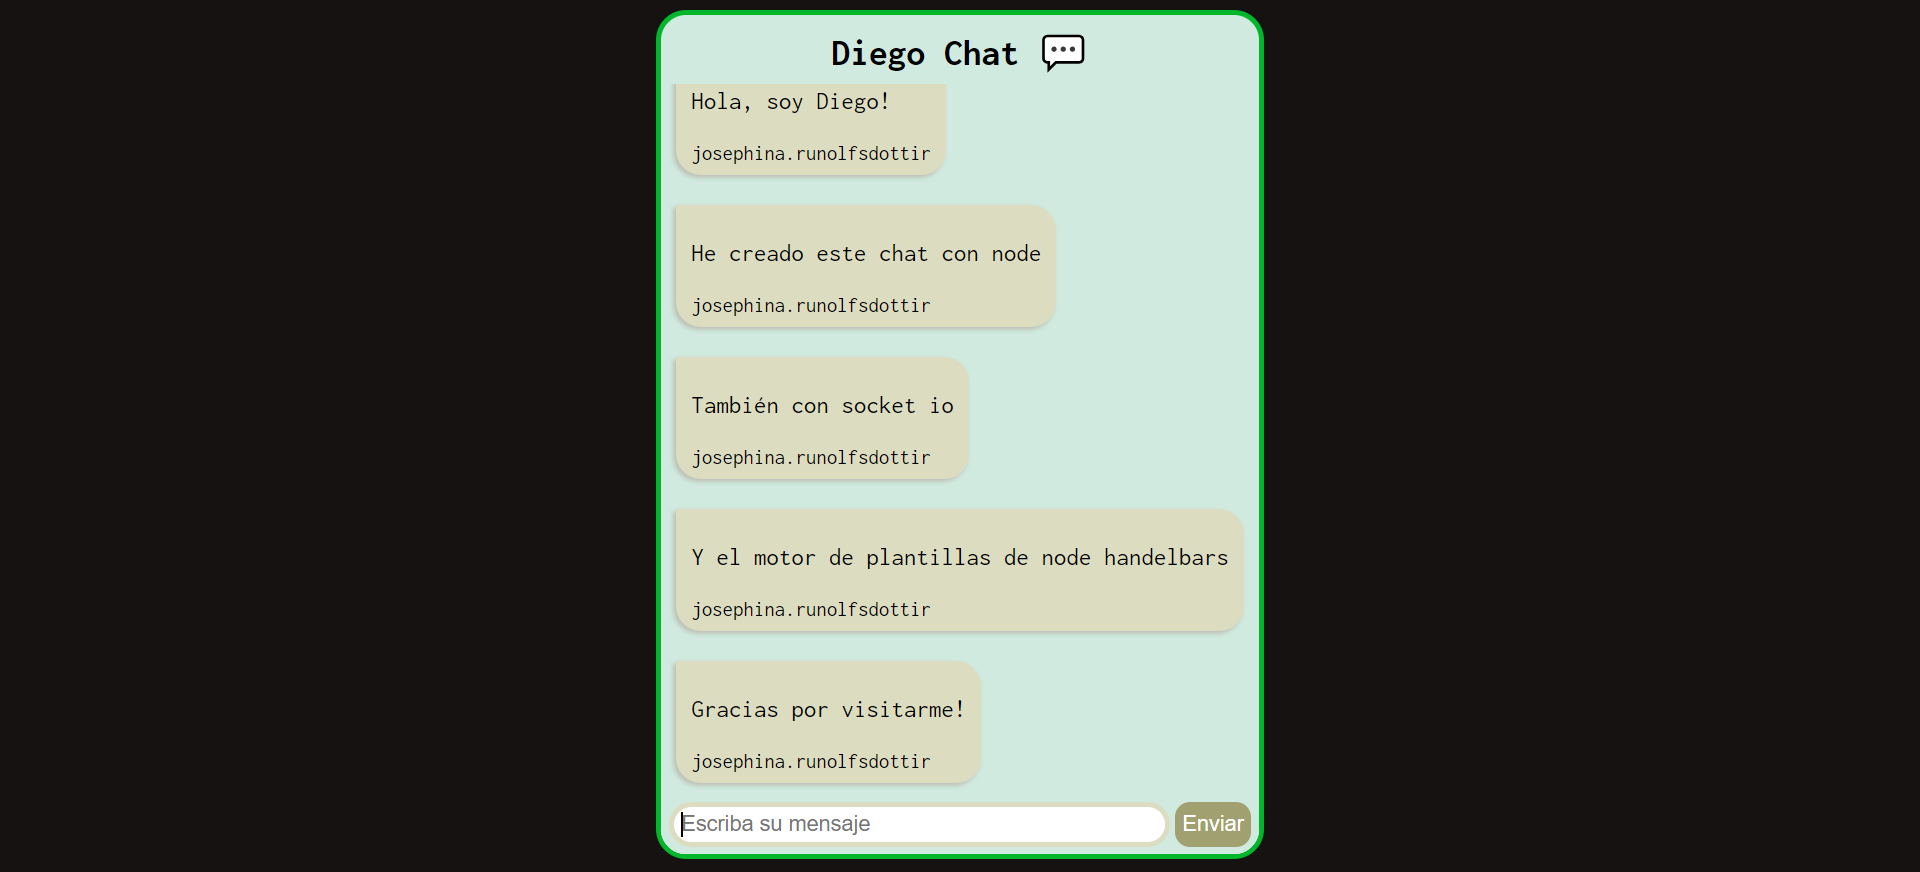 Diego Chat
Hola, soy Diego!
josephina.runolfsdottir
He creado este chat con node
josephina.runolfsdottir
También con socket io
josephina.runolfsdottir
Y el motor de plantillas de node handelbars
josephina.runolfsdottir
Gracias por visitarme!
josephina.runolfsdottir
Escriba su mensaje
Enviar